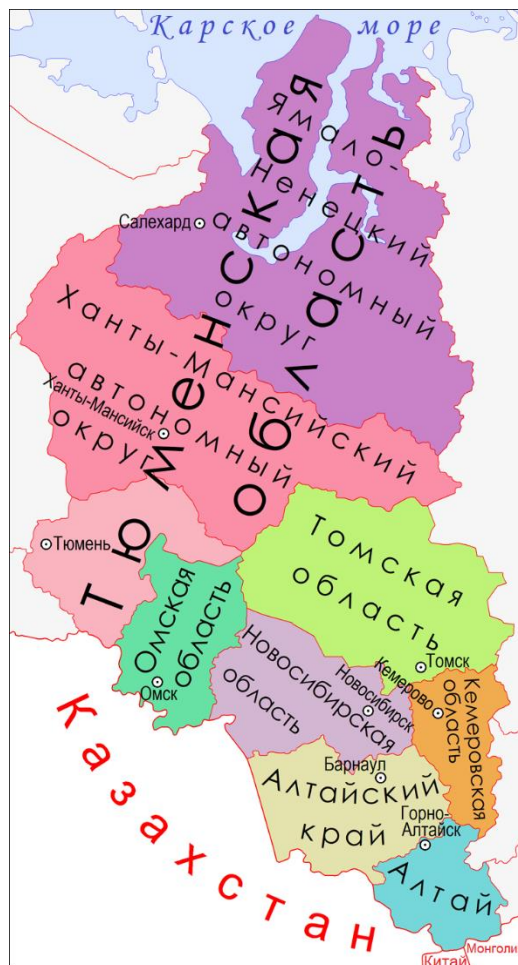 Карское море
Ямало-
Ненецкий
автономный
округ
Салехард
Тюменская
область
Ханты-Мансийский
автономный
округ
Ханты-Мансийск
Тюмень
Томская
область
Томск
Омская
область
Омск
Новосибирская
область
Новосибирск
Кемерово
Кемеровская
область
Барнаул
Алтайский
край
Горно-
Алтайск
Алтай
Казахстан
Китай
Монголи